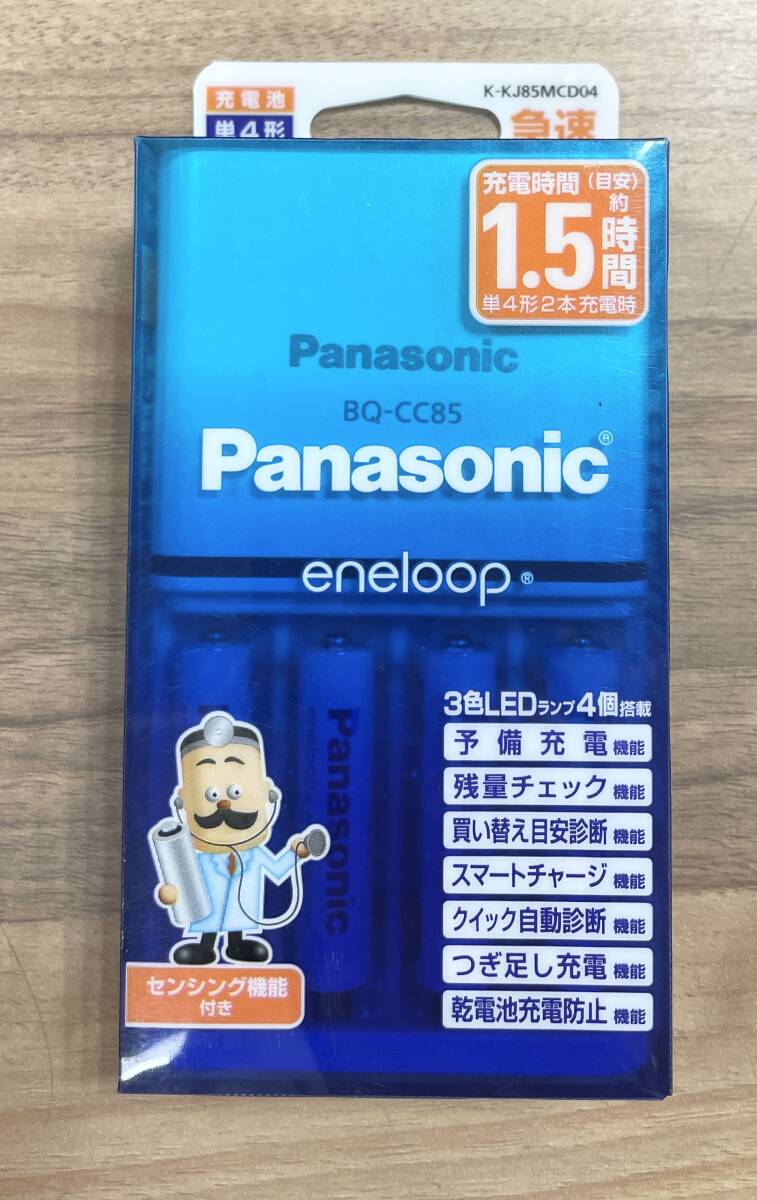 K-KJ85MCD04
充電池
単4形
急速
充電時間(目安)
約
1.5時間
単4形2本充電時
Panasonic
BQ-CC85
Panasonic®
eneloop®
Panasonic
eneloop
3色LEDランプ4個搭載
予備充電機能
残量チェック機能
買い替え目安診断機能
スマートチャージ機能
クイック自動診断機能
つぎ足し充電機能
乾電池充電防止機能
センシング機能
付き